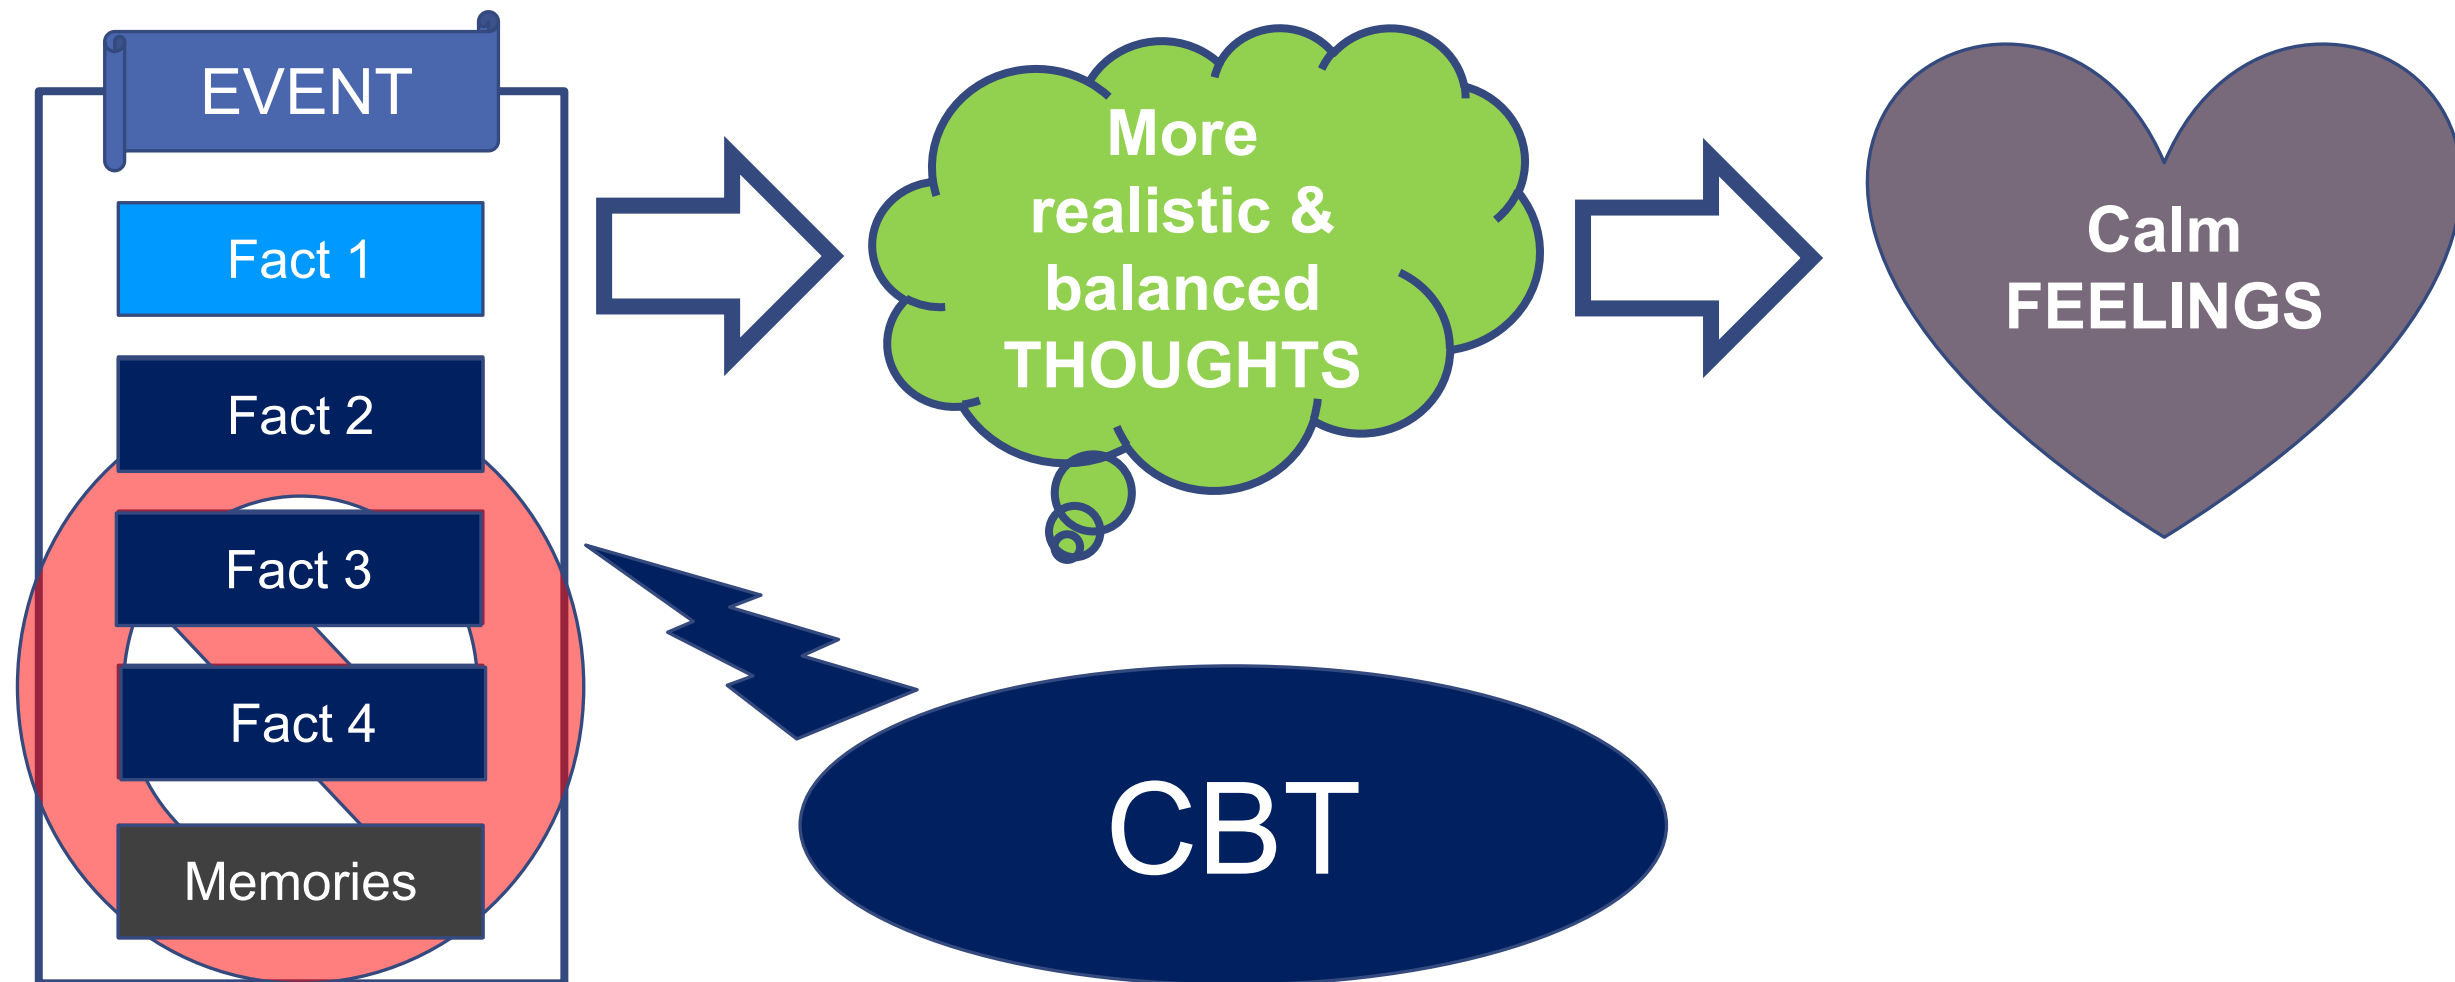 EVENT
Fact 1
Fact 2
Fact 3
Fact 4
Memories
More
realistic &
balanced
THOUGHTS
Calm
FEELINGS
CBT